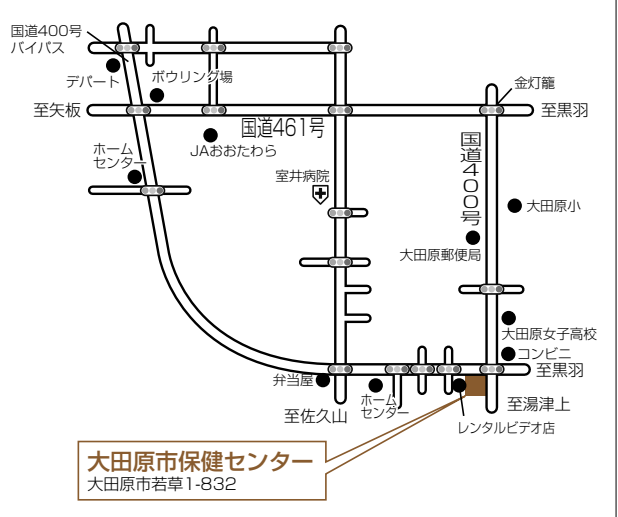 国道400号
バイパス
デパート
ボウリング場
金灯籠
至矢板
至黒羽
国道461号
JAおおたわら
国道400号
ホーム
センター
室井病院
大田原小
大田原郵便局
大田原女子高校
コンビニ
至黒羽
弁当屋
ホーム
センター
至佐久山
至湯津上
レンタルビデオ店
大田原市保健センター
大田原市若草1-832